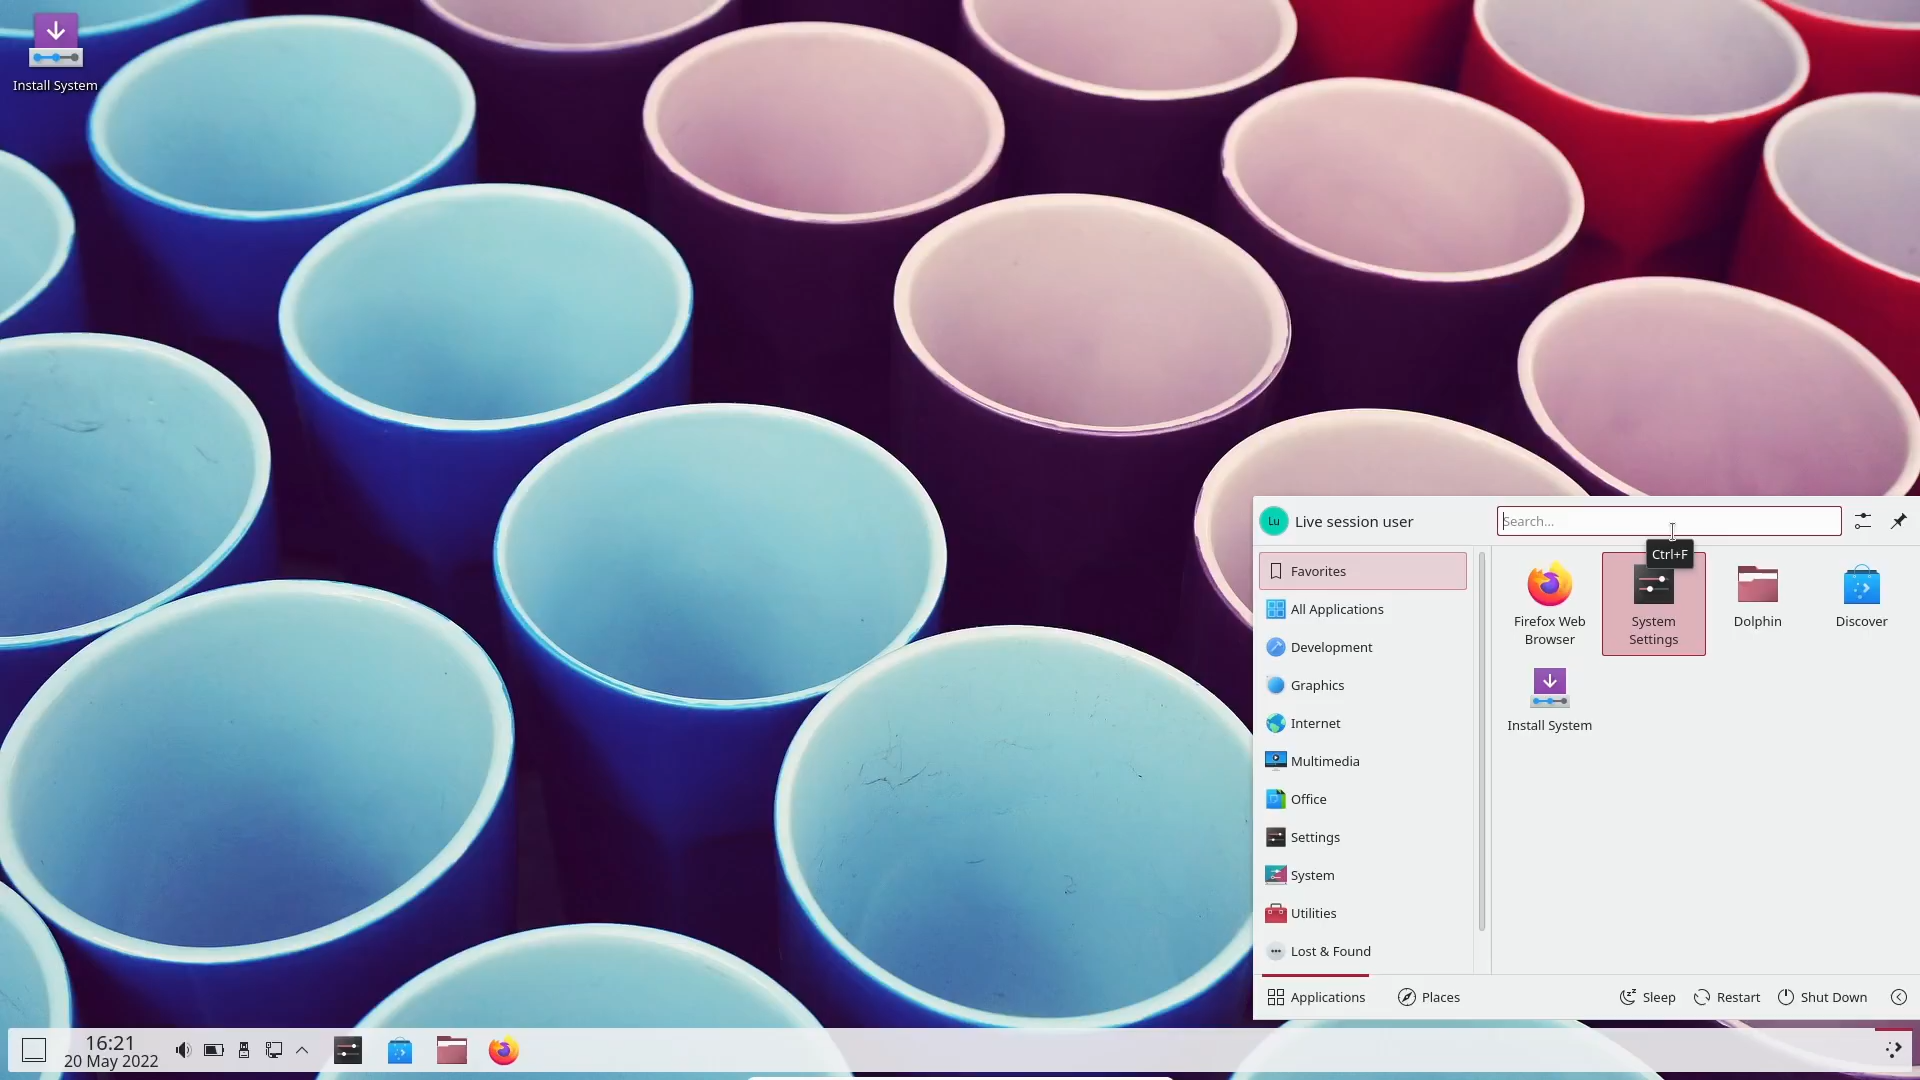 Install System
Lu
Live session user
Search...
Ctrl+F
Favorites
All Applications
Development
Graphics
Internet
Multimedia
Office
Settings
System
Utilities
Lost & Found
Firefox Web
Browser
System
Settings
Dolphin
Discover
Install System
Applications
Places
Sleep
Restart
Shut Down
16:21
20 May 2022